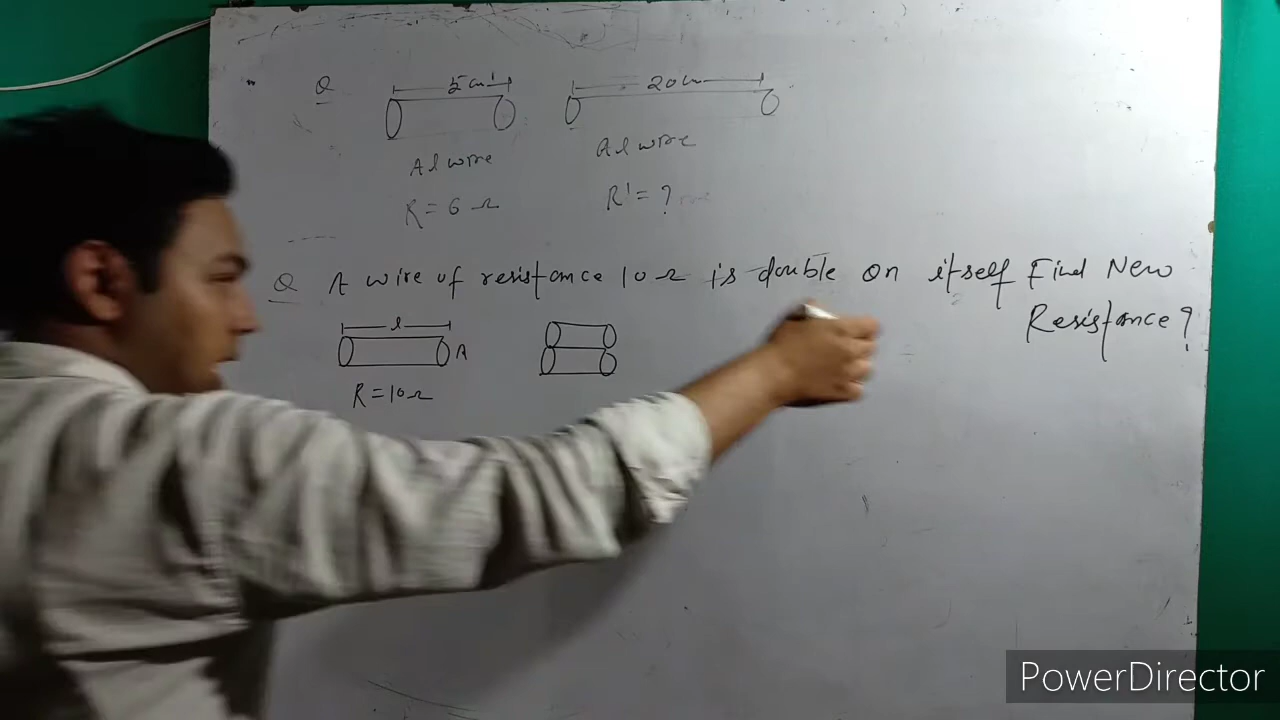 Q 5 cm 20 cm
Al wire Al wire
R = 6 Ω R' = ?
Q A wire of resistance 10 Ω is double on itself Find New
Resistance ?
l
A
R = 10 Ω
PowerDirector